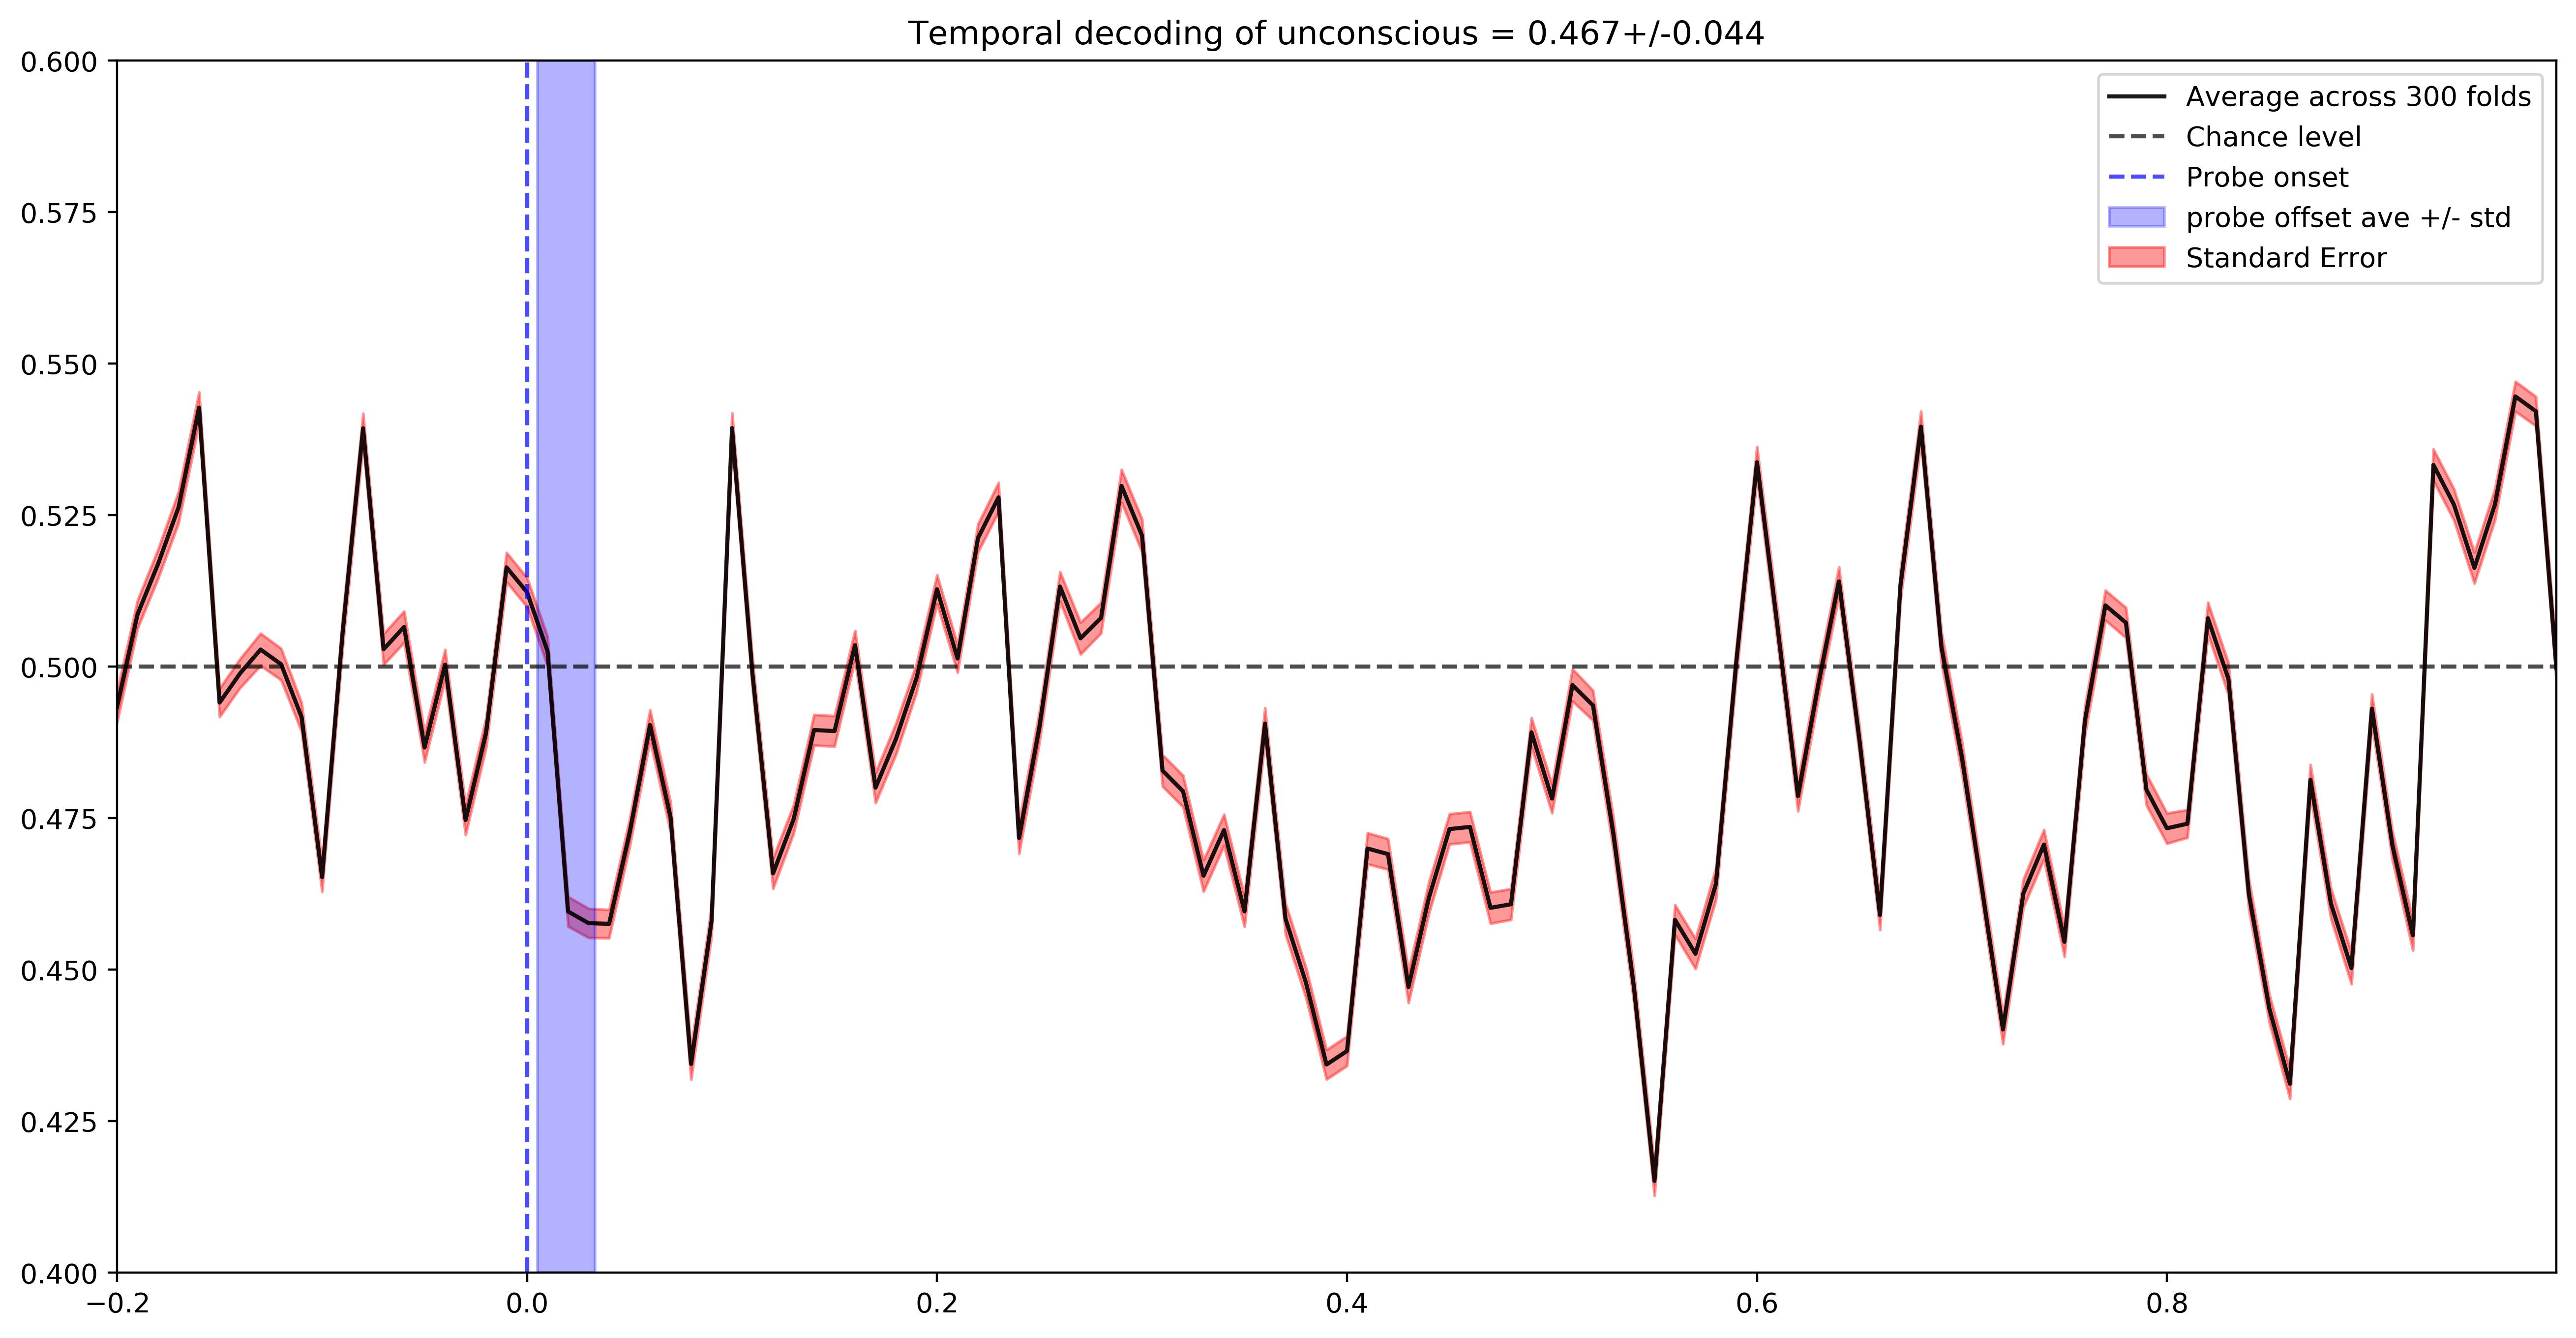 Temporal decoding of unconscious = 0.467+/-0.044
0.600
0.575
0.550
0.525
0.500
0.475
0.450
0.425
0.400
Average across 300 folds
Chance level
Probe onset
probe offset ave +/- std
Standard Error
−0.2
0.0
0.2
0.4
0.6
0.8